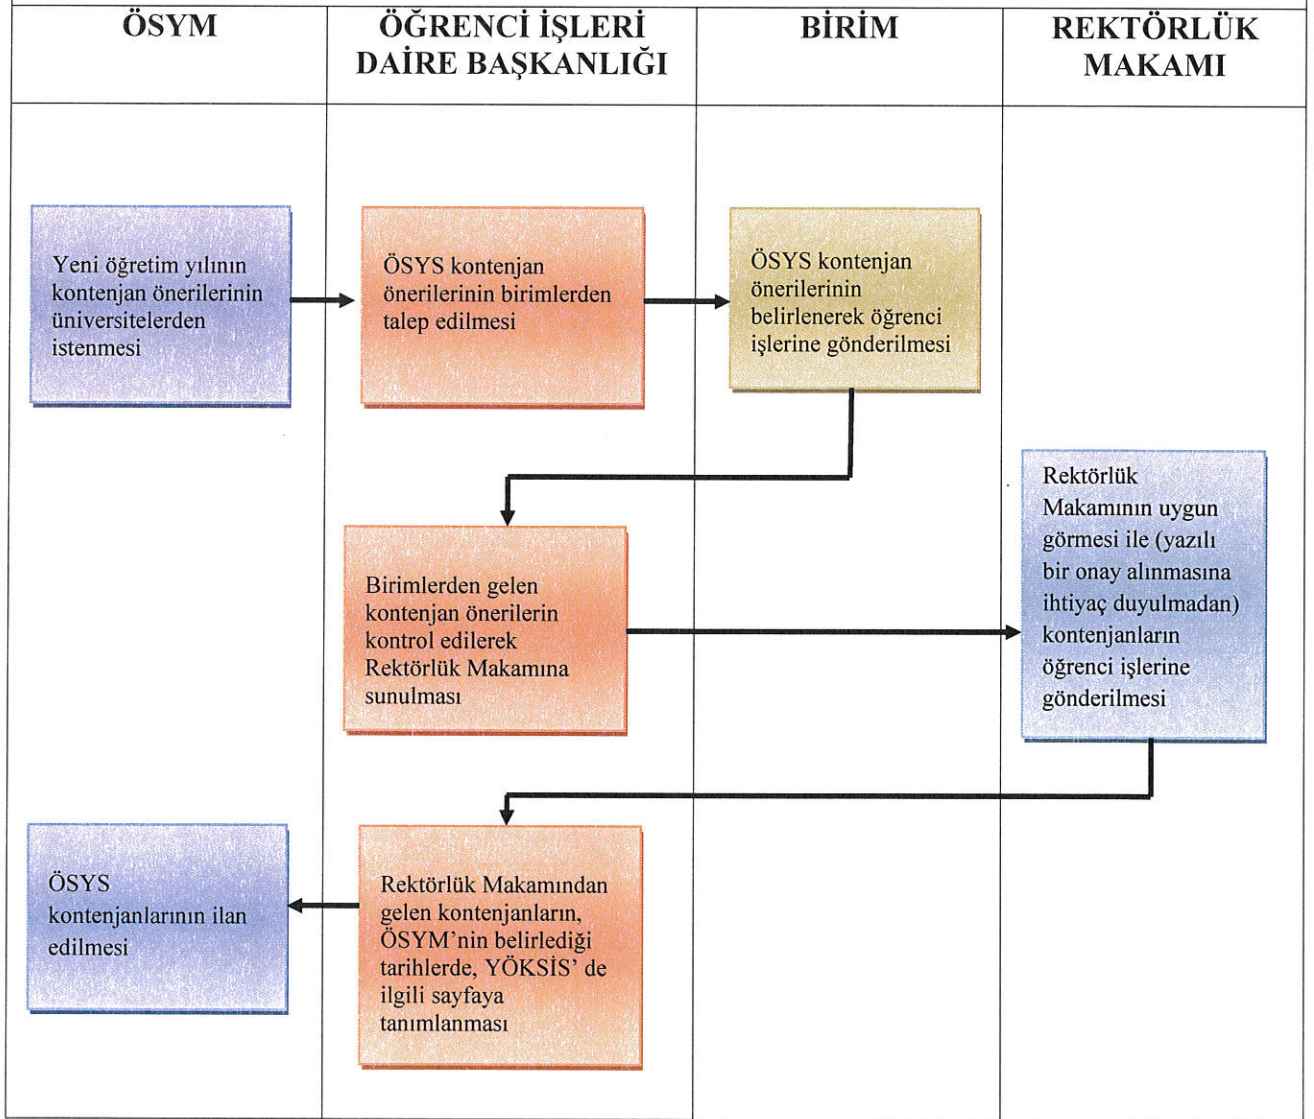 ÖSYM
ÖĞRENCİ İŞLERİ
DAİRE BAŞKANLIĞI
BİRİM
REKTÖRLÜK
MAKAMI
Yeni öğretim yılının
kontenjan önerilerinin
üniversitelerden
istenmesi
ÖSYS kontenjan
önerilerinin birimlerden
talep edilmesi
ÖSYS kontenjan
önerilerinin
belirlenerek öğrenci
işlerine gönderilmesi
Birimlerden gelen
kontenjan önerilerin
kontrol edilerek
Rektörlük Makamına
sunulması
Rektörlük
Makamının uygun
görmesi ile (yazılı
bir onay alınmasına
ihtiyaç duyulmadan)
kontenjanların
öğrenci işlerine
gönderilmesi
Rektörlük Makamından
gelen kontenjanların,
ÖSYM’nin belirlediği
tarihlerde, YÖKSİS’ de
ilgili sayfaya
tanımlanması
ÖSYS
kontenjanlarının ilan
edilmesi